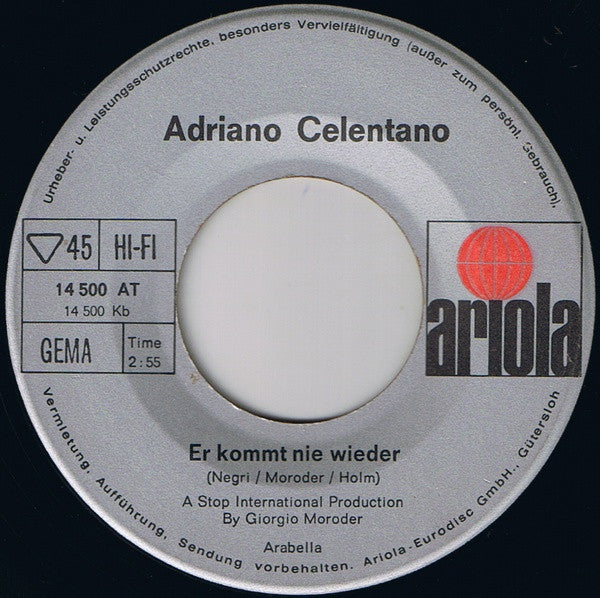 Urheber- u. Leistungsschutzrechte, besonders Vervielfältigung (außer zum persönl. Gebrauch),
Adriano Celentano
45
HI-FI
14 500 AT
14 500 Kb
GEMA
Time
2:55
ariola
Er kommt nie wieder
(Negri / Moroder / Holm)
A Stop International Production
By Giorgio Moroder
Arabella
Vermietung, Aufführung, Sendung vorbehalten. Ariola-Eurodisc GmbH., Gütersloh